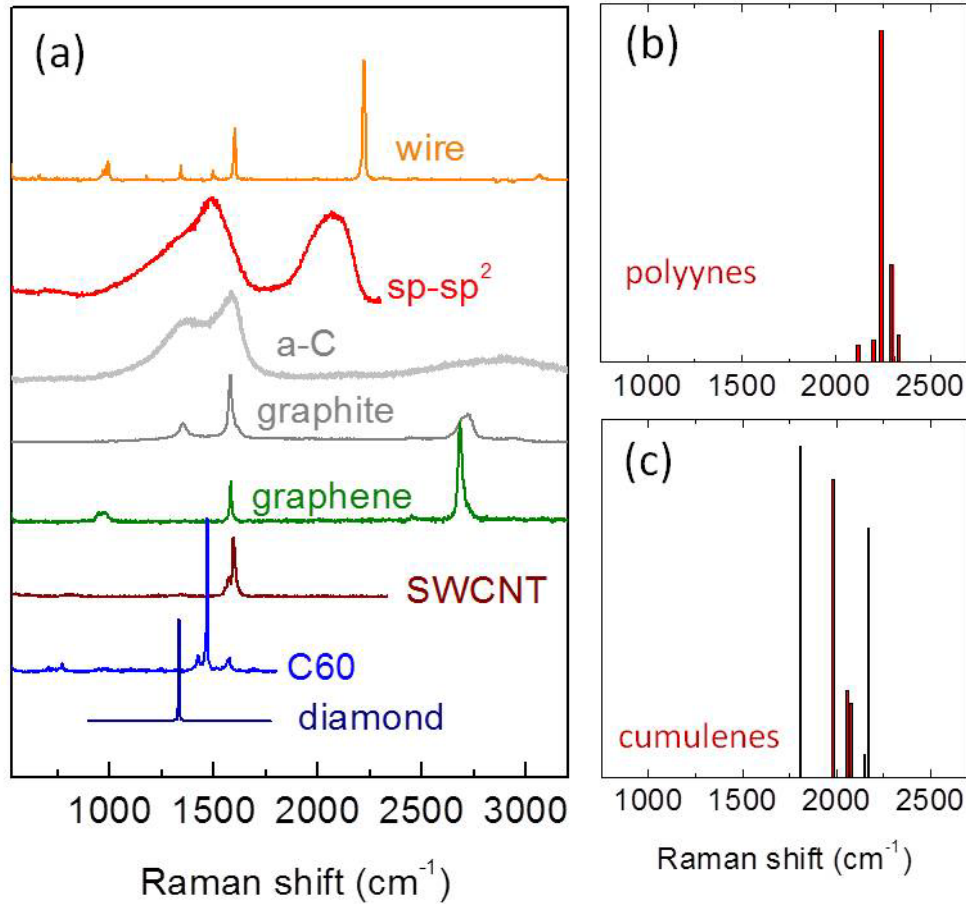 (a)
wire
sp-sp²
a-C
graphite
graphene
SWCNT
C60
diamond
1000 1500 2000 2500 3000
Raman shift (cm⁻¹)
(b)
polyynes
1000 1500 2000 2500
(c)
cumulenes
1000 1500 2000 2500
Raman shift (cm⁻¹)